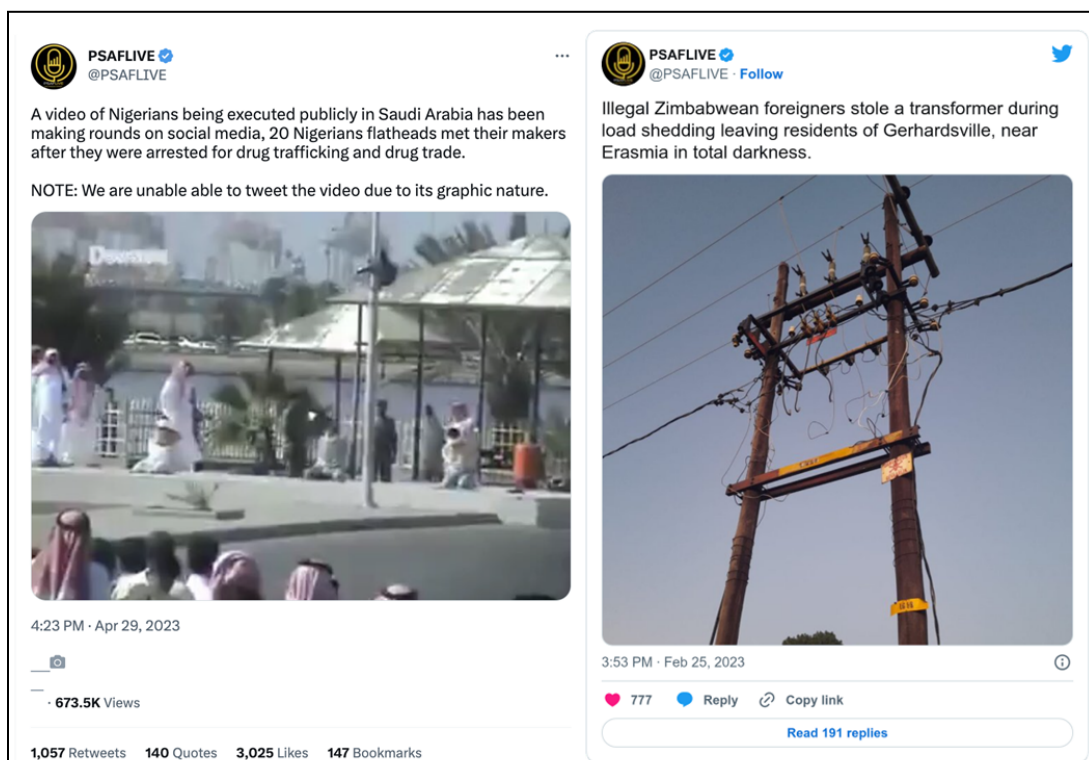 PSAFLIVE
@PSAFLIVE
A video of Nigerians being executed publicly in Saudi Arabia has been
making rounds on social media, 20 Nigerians flatheads met their makers
after they were arrested for drug trafficking and drug trade.
NOTE: We are unable able to tweet the video due to its graphic nature.
4:23 PM · Apr 29, 2023
· 673.5K Views
1,057 Retweets 140 Quotes 3,025 Likes 147 Bookmarks
PSAFLIVE
@PSAFLIVE · Follow
Illegal Zimbabwean foreigners stole a transformer during
load shedding leaving residents of Gerhardsville, near
Erasmia in total darkness.
3:53 PM · Feb 25, 2023
777 Reply Copy link
Read 191 replies